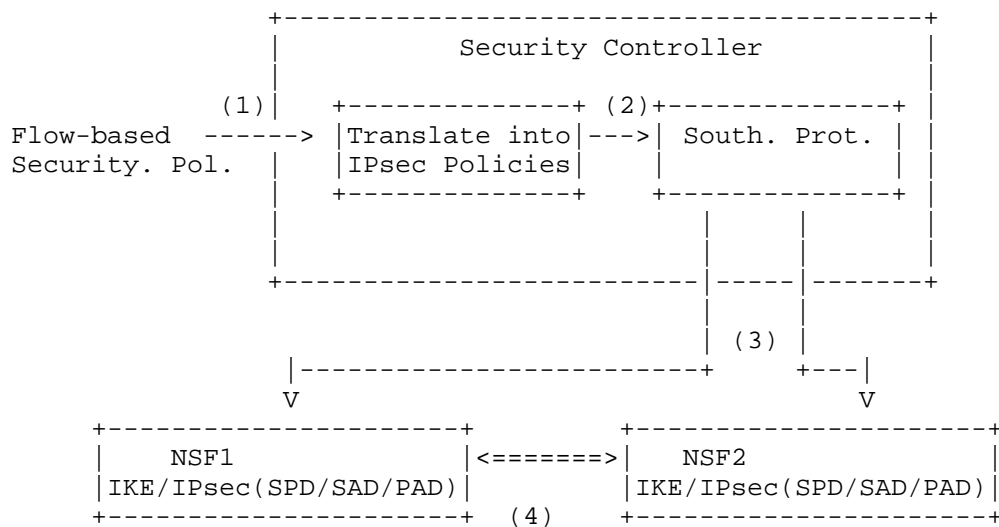 Security Controller
(1) (2)
Flow-based Translate into South. Prot.
Security. Pol. IPsec Policies
(3)
V V
NSF1 NSF2
IKE/IPsec(SPD/SAD/PAD) IKE/IPsec(SPD/SAD/PAD)
(4)